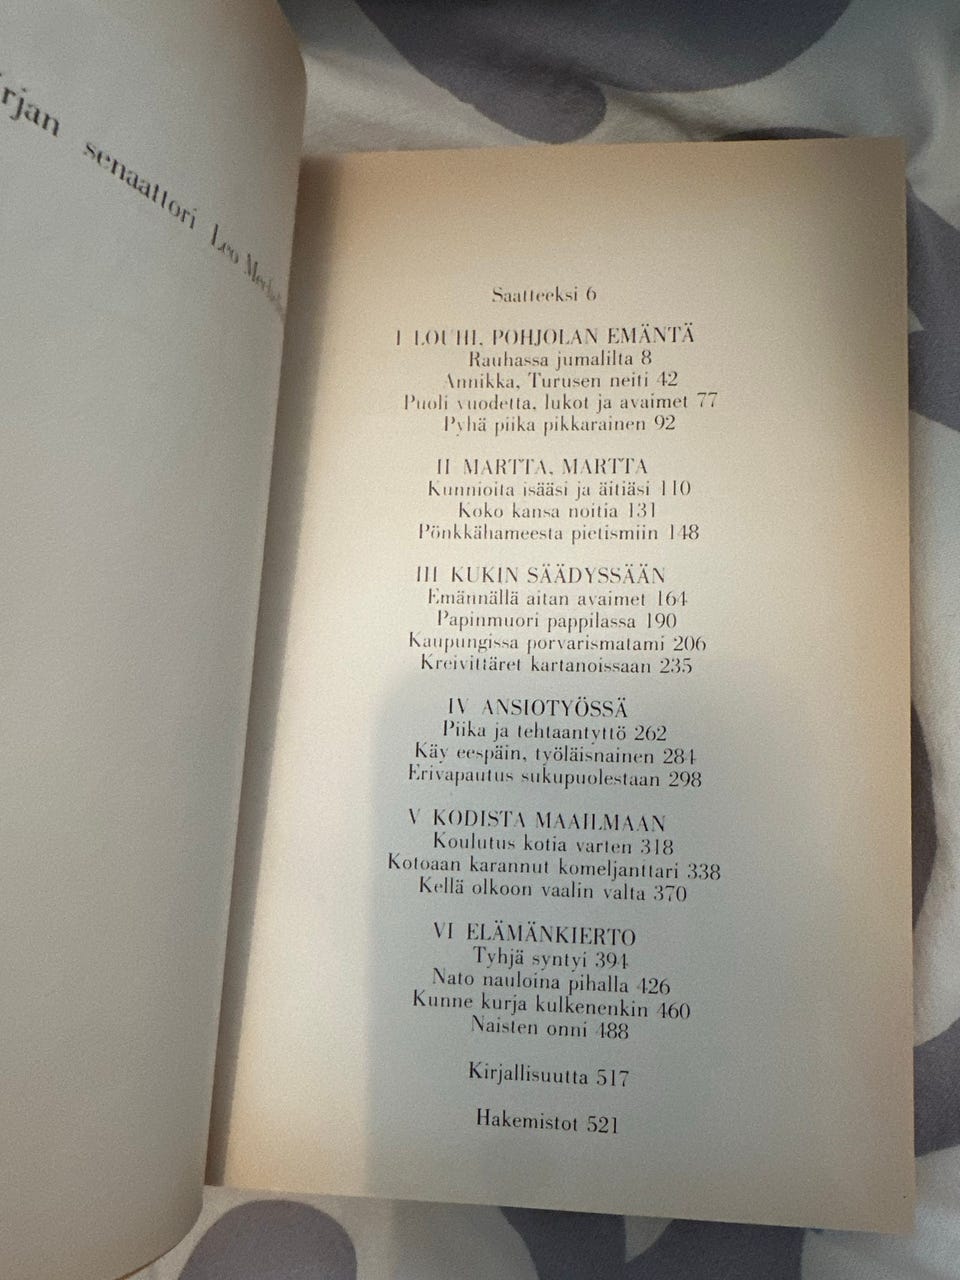 senaattori Leo
Saatteeksi 6
I LOUHI, POHJOLAN EMÄNTÄ
Rauhassa jumalilta 8
Annikka, Turusen neiti 42
Puoli vuodetta, lukot ja avaimet 77
Pyhä piika pikkarainen 92
II MARTTA, MARTTA
Kunnioita isääsi ja äitiäsi 110
Koko kansa noitia 131
Pönkkähameesta pietismiin 148
III KUKIN SÄÄDYSSÄÄN
Emännällä aitan avaimet 164
Papinmuori pappilassa 190
Kaupungissa porvarismatami 206
Kreivittäret kartanoissaan 235
IV ANSIOTYÖSSÄ
Piika ja tehtaantyttö 262
Käy eespäin, työläisnainen 284
Erivapautus sukupuolestaan 298
V KODISTA MAAILMAAN
Koulutus kotia varten 318
Kotoaan karannut komeljanttari 338
Kellä olkoon vaalin valta 370
VI ELÄMÄNKIERTO
Tyhjä syntyi 394
Nato nauloina pihalla 426
Kunne kurja kulkenenkin 460
Naisten onni 488
Kirjallisuutta 517
Hakemistot 521